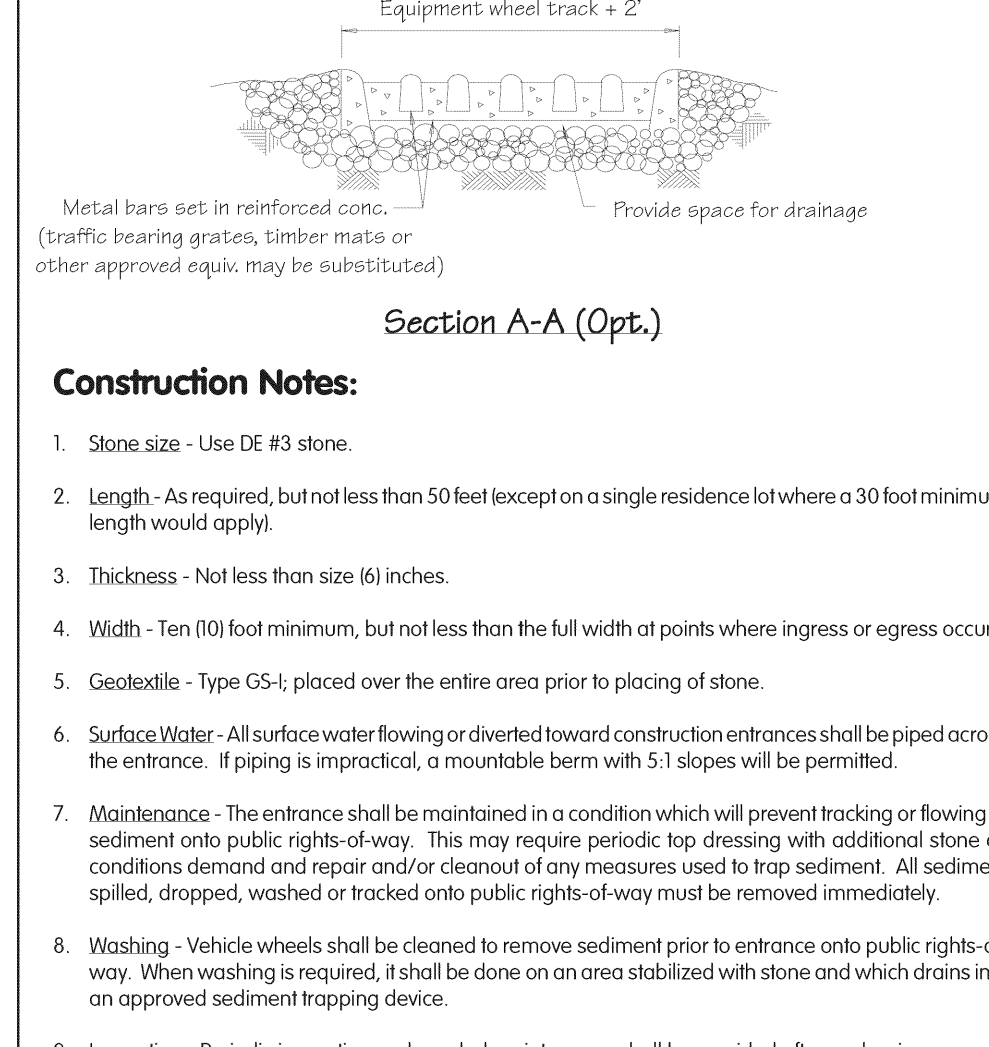 Equipment wheel track + 2'
Metal bars set in reinforced conc.
(traffic bearing grates, timber mats or
other approved equiv. may be substituted)
Provide space for drainage
Section A-A (Opt.)
Construction Notes:
1. Stone size - Use DE #3 stone.
2. Length - As required, but not less than 50 feet (except on a single residence lot where a 30 foot minimu
length would apply).
3. Thickness - Not less than size (6) inches.
4. Width - Ten (10) foot minimum, but not less than the full width at points where ingress or egress occur
5. Geotextile - Type GS-I; placed over the entire area prior to placing of stone.
6. Surface Water - All surface water flowing or diverted toward construction entrances shall be piped acro
the entrance. If piping is impractical, a mountable berm with 5:1 slopes will be permitted.
7. Maintenance - The entrance shall be maintained in a condition which will prevent tracking or flowing
sediment onto public rights-of-way. This may require periodic top dressing with additional stone
conditions demand and repair and/or cleanout of any measures used to trap sediment. All sedime
spilled, dropped, washed or tracked onto public rights-of-way must be removed immediately.
8. Washing - Vehicle wheels shall be cleaned to remove sediment prior to entrance onto public rights-
way. When washing is required, it shall be done on an area stabilized with stone and which drains in
an approved sediment trapping device.